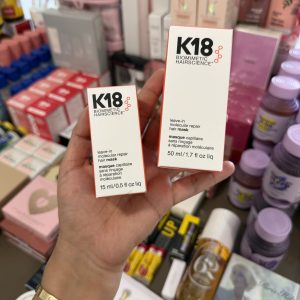 K18
BIOMIMETIC
HAIRSCIENCE
leave-in
molecular repair
hair mask
masque capillaire
sans rinçage
à réparation
moléculaire
15 ml/0.5 fl oz liq
K18
BIOMIMETIC
HAIRSCIENCE
leave-in
molecular repair
hair mask
masque capillaire
sans rinçage
à réparation moléculaire
50 ml/1.7 fl oz liq